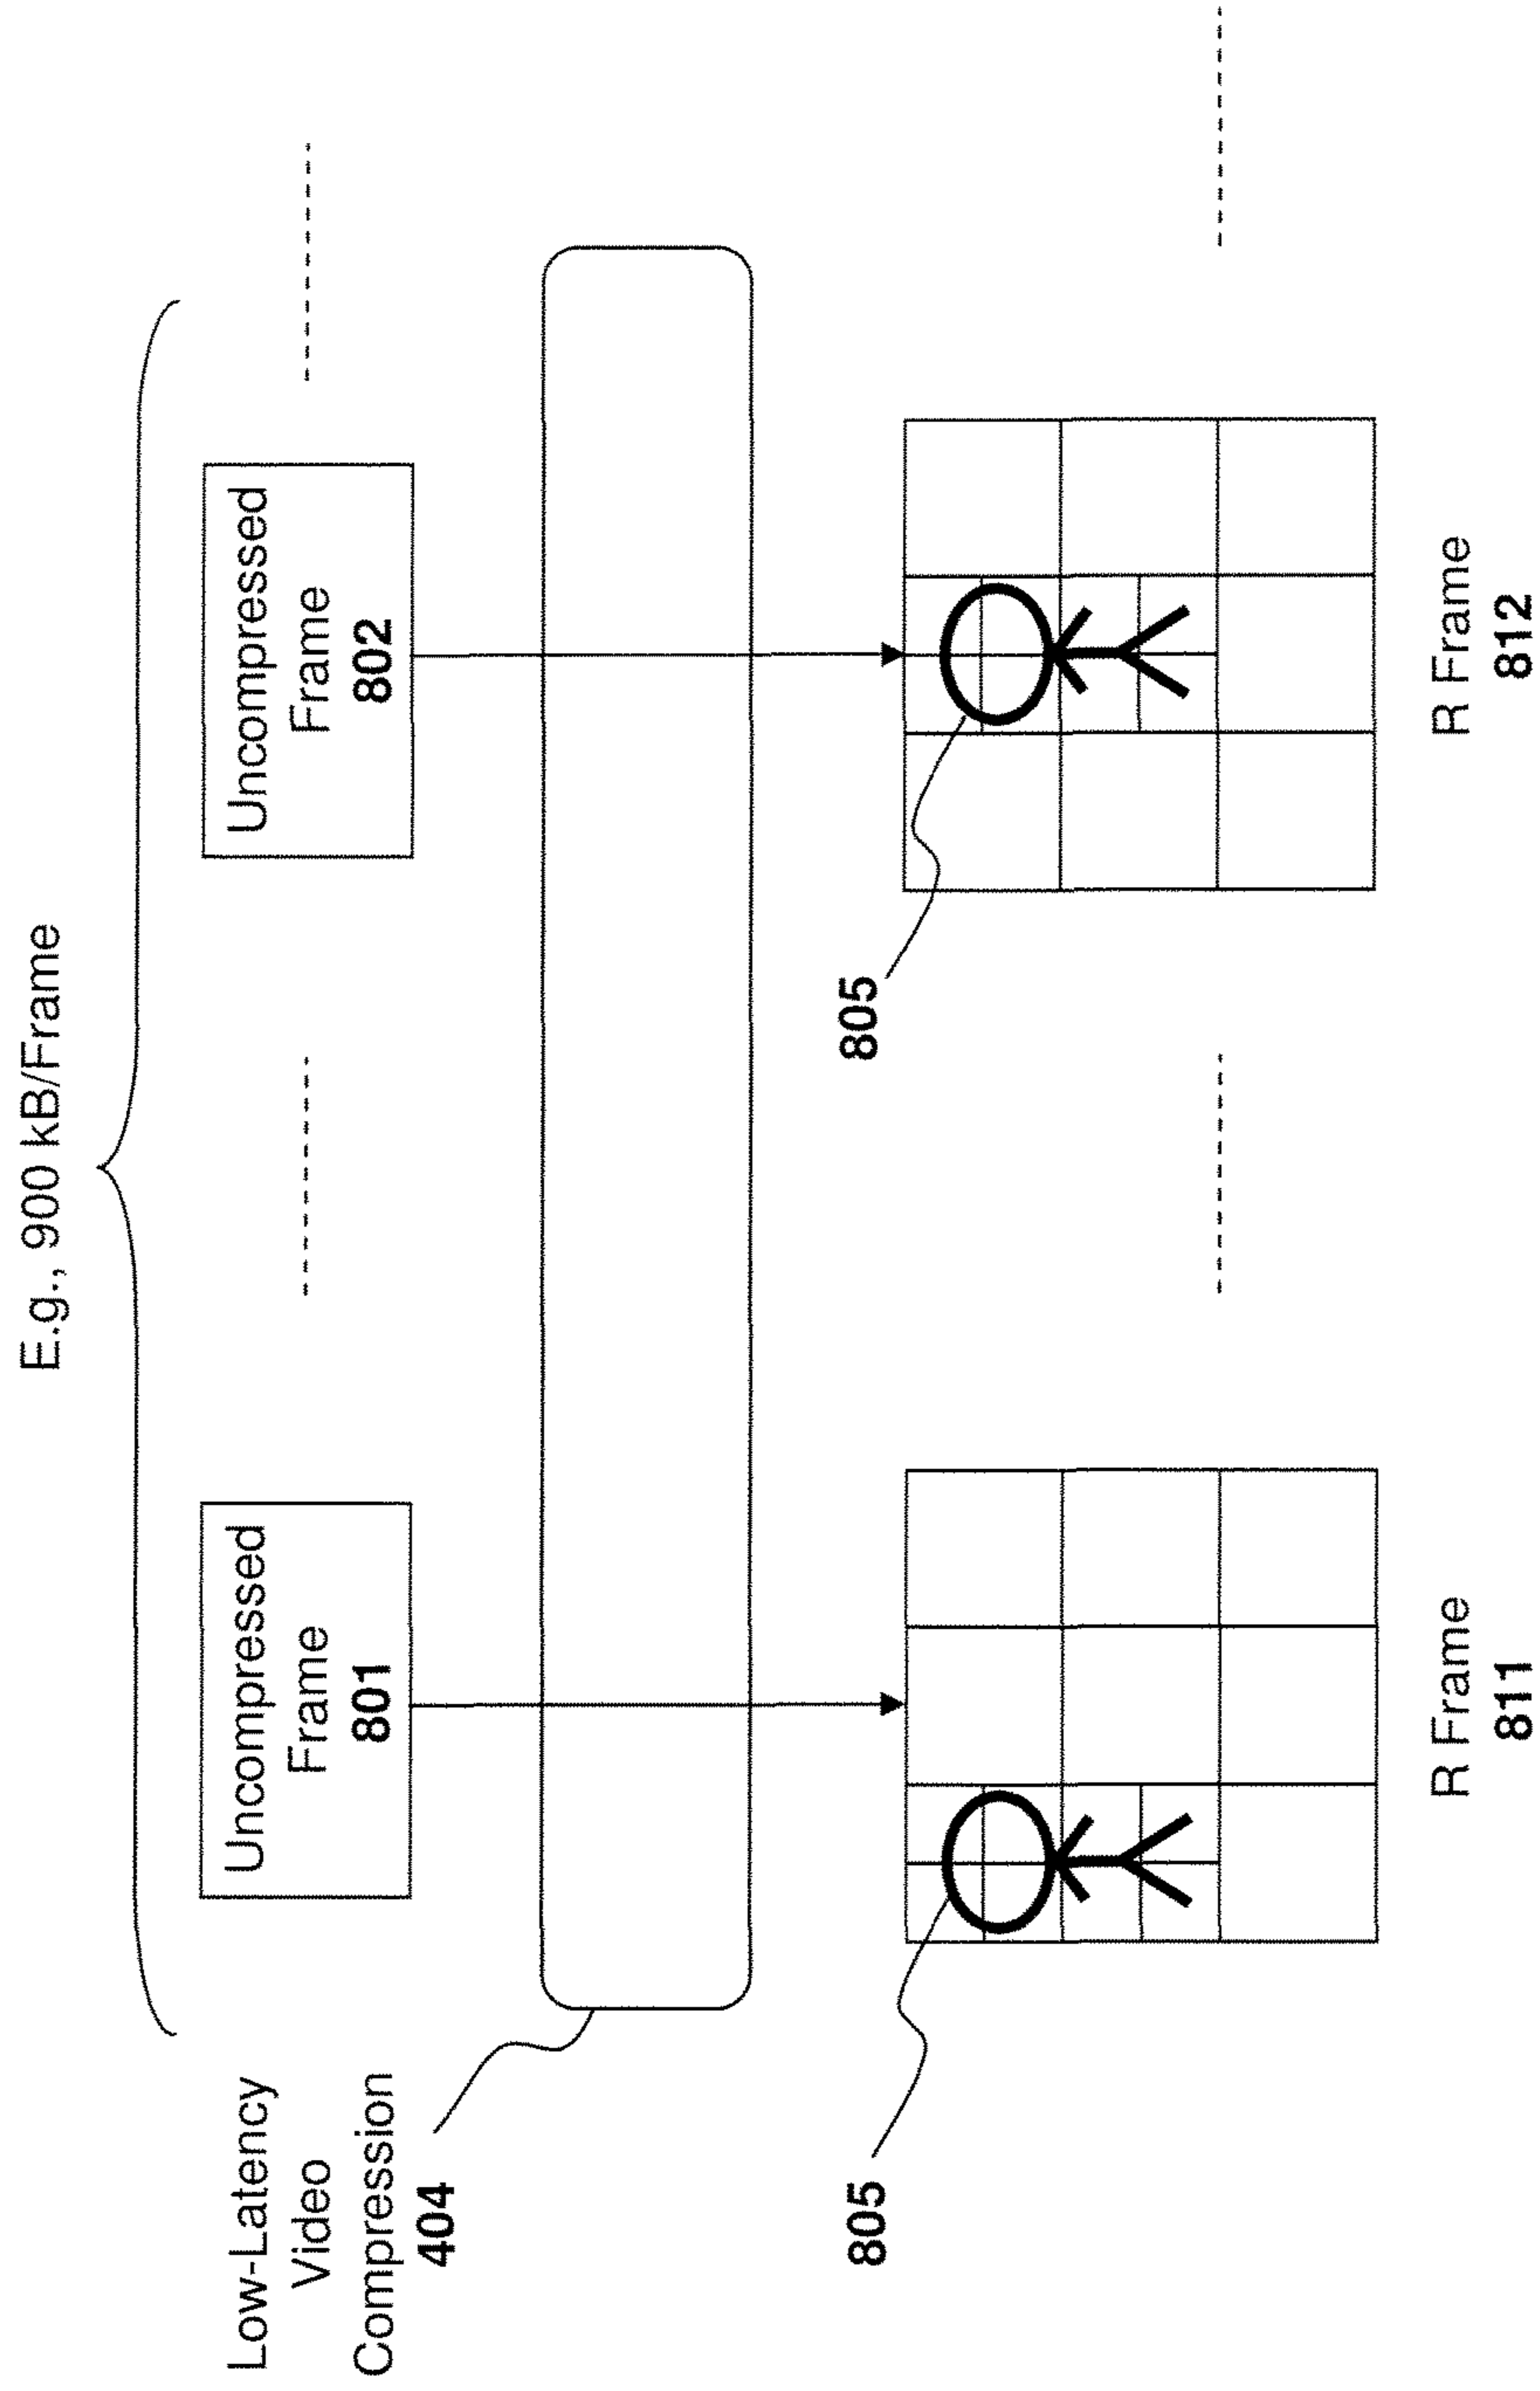 E.g., 900 kB/Frame
Low-Latency
Video
Compression
404
Uncompressed
Frame
801
Uncompressed
Frame
802
805
805
R Frame
811
R Frame
812